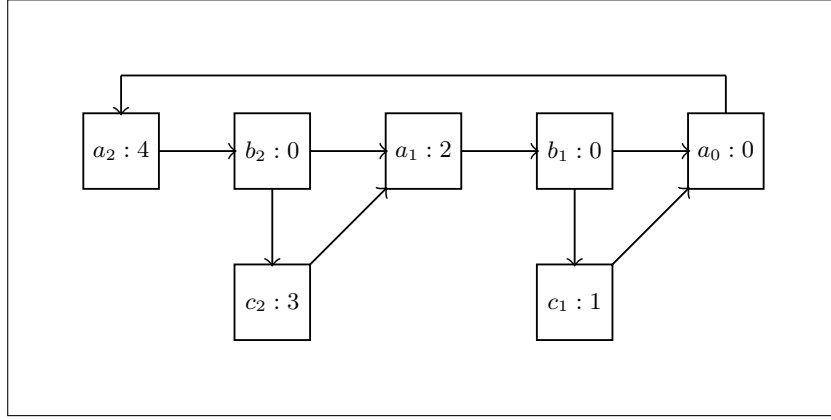 a₂ : 4 b₂ : 0 a₁ : 2 b₁ : 0 a₀ : 0
c₂ : 3 c₁ : 1